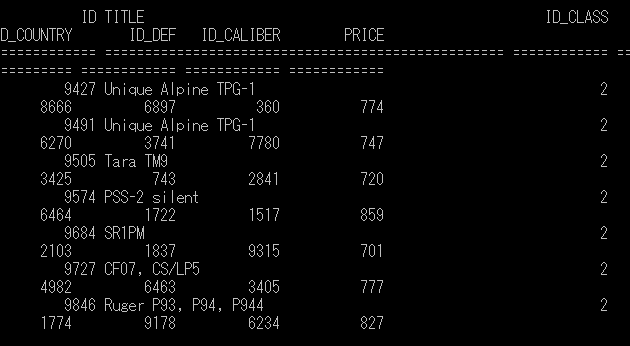 ID TITLE ID_CLASS
D_COUNTRY ID_DEF ID_CALIBER PRICE
============ =============================================== ============ ==
========= ============ ============ ============
9427 Unique Alpine TPG-1 2
8666 6897 360 774
9491 Unique Alpine TPG-1 2
6270 3741 7780 747
9505 Tara TM9 2
3425 743 2841 720
9574 PSS-2 silent 2
6464 1722 1517 859
9684 SR1PM 2
2103 1837 9315 701
9727 CF07, CS/LP5 2
4982 6463 3405 777
9846 Ruger P93, P94, P944 2
1774 9178 6234 827